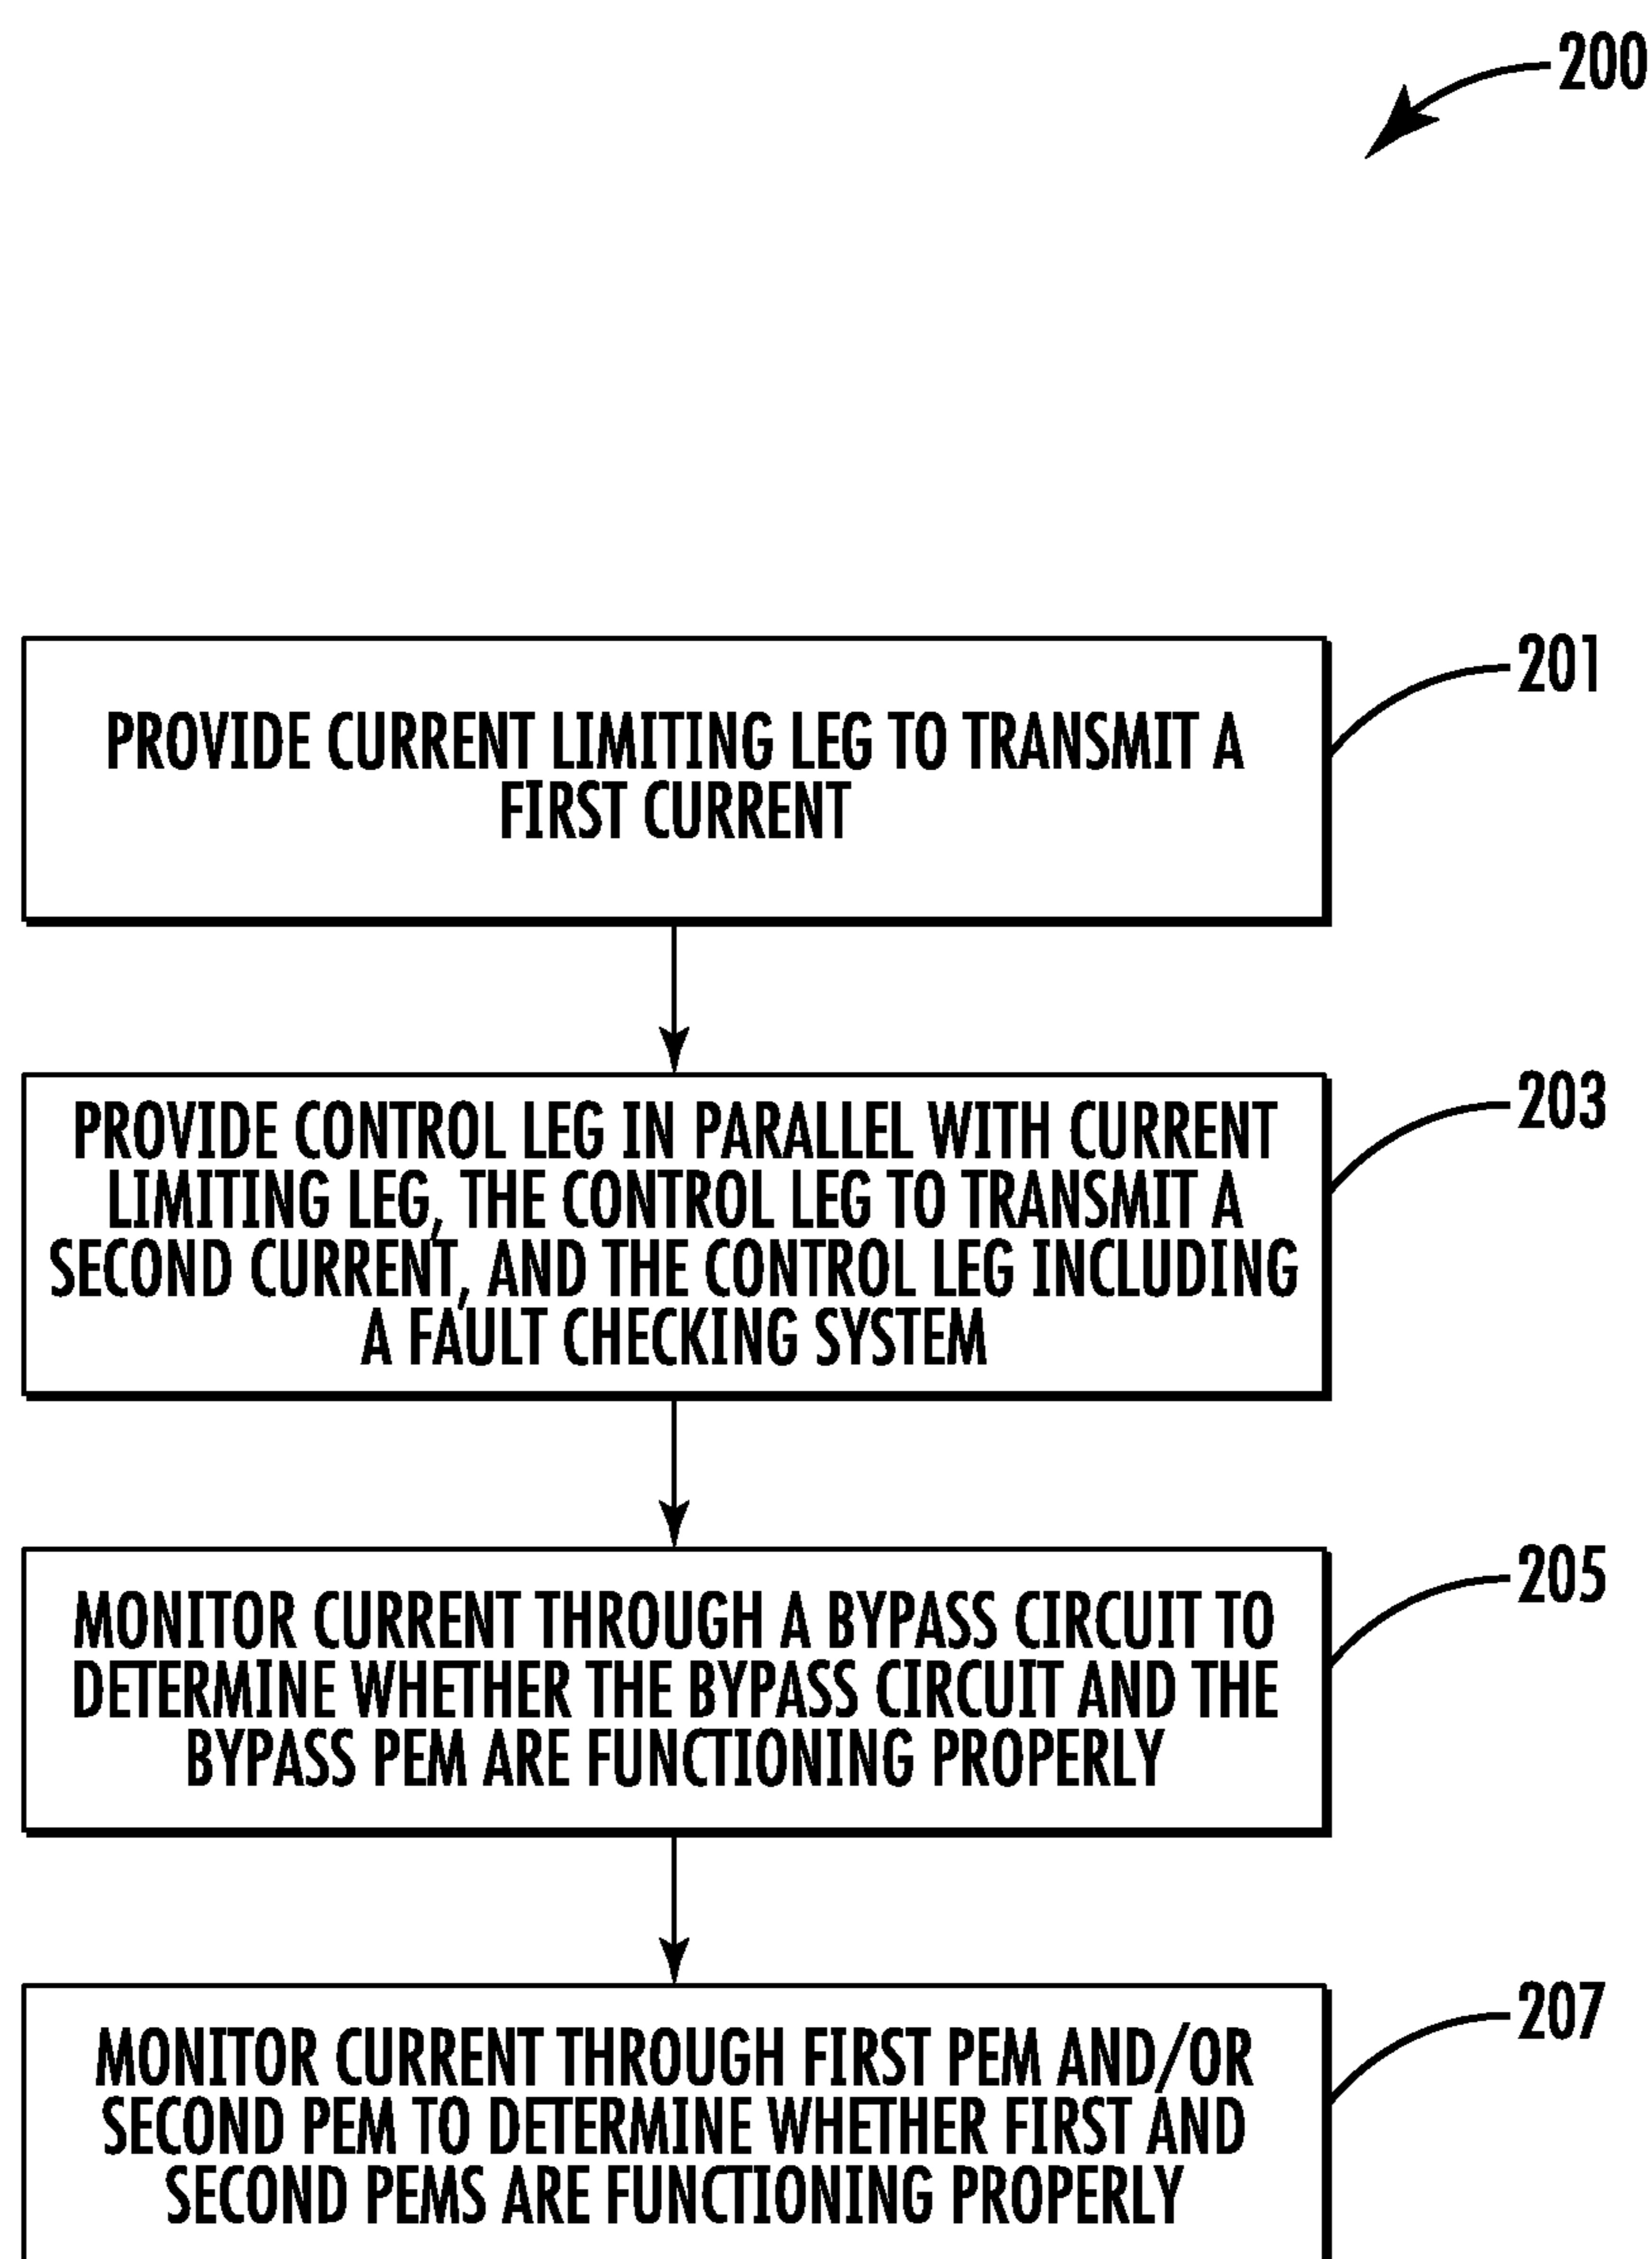 200
201
PROVIDE CURRENT LIMITING LEG TO TRANSMIT A
FIRST CURRENT
203
PROVIDE CONTROL LEG IN PARALLEL WITH CURRENT
LIMITING LEG, THE CONTROL LEG TO TRANSMIT A
SECOND CURRENT, AND THE CONTROL LEG INCLUDING
A FAULT CHECKING SYSTEM
205
MONITOR CURRENT THROUGH A BYPASS CIRCUIT TO
DETERMINE WHETHER THE BYPASS CIRCUIT AND THE
BYPASS PEM ARE FUNCTIONING PROPERLY
207
MONITOR CURRENT THROUGH FIRST PEM AND/OR
SECOND PEM TO DETERMINE WHETHER FIRST AND
SECOND PEMS ARE FUNCTIONING PROPERLY